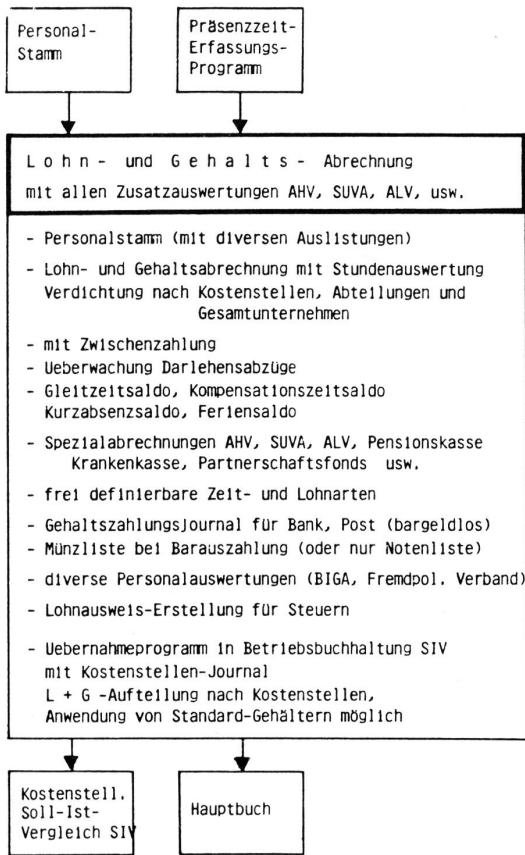 Personal-
Stamm
Präsenzzeit-
Erfassungs-
Programm
Lohn- und Gehalts- Abrechnung
mit allen Zusatzauswertungen AHV, SUVA, ALV, usw.
- Personalstamm (mit diversen Auslistungen)
- Lohn- und Gehaltsabrechnung mit Stundenauswertung
Verdichtung nach Kostenstellen, Abteilungen und
Gesamtunternehmen
- mit Zwischenzahlung
- Ueberwachung Darlehensabzüge
- Gleitzeitsaldo, Kompensationszeitsaldo
Kurzabsenzsaldo, Feriensaldo
- Spezialabrechnungen AHV, SUVA, ALV, Pensionskasse
Krankenkasse, Partnerschaftsfonds usw.
- frei definierbare Zeit- und Lohnarten
- Gehaltszahlungsjournal für Bank, Post (bargeldlos)
- Münzliste bei Barauszahlung (oder nur Notenliste)
- diverse Personalauswertungen (BIGA, Fremdpol. Verband)
- Lohnausweis-Erstellung für Steuern
- Uebernahmeprogramm in Betriebsbuchhaltung SIV
mit Kostenstellen-Journal
L + G -Aufteilung nach Kostenstellen,
Anwendung von Standard-Gehältern möglich
Kostenstell.
Soll-Ist-
Vergleich SIV
Hauptbuch